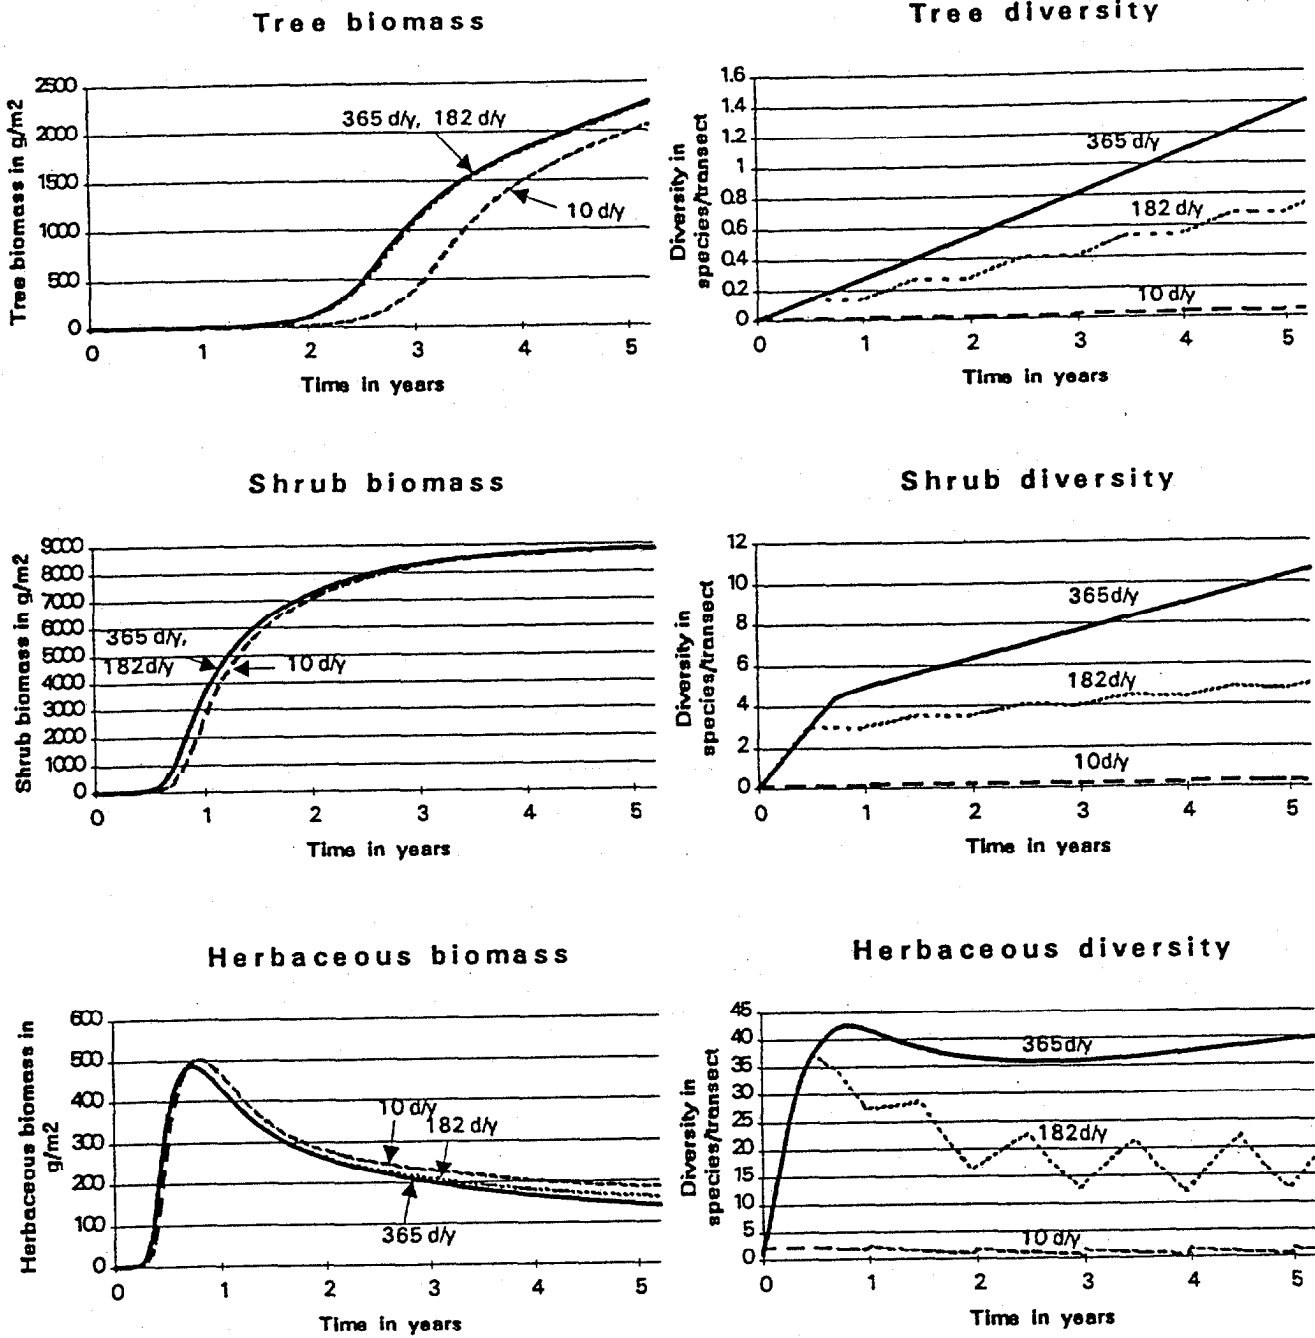 Tree biomass
Tree biomass in g/m2
2500
2000
1500
1000
500
0
365 d/y, 182 d/y
10 d/y
0 1 2 3 4 5
Time in years
Tree diversity
Diversity in
species/transect
1.6
1.4
1.2
1
0.8
0.6
0.4
0.2
0
365 d/y
182 d/y
10 d/y
0 1 2 3 4 5
Time in years
Shrub biomass
Shrub biomass in g/m2
9000
8000
7000
6000
5000
4000
3000
2000
1000
0
365 d/y,
182d/y
10 d/y
0 1 2 3 4 5
Time in years
Shrub diversity
Diversity in
species/transect
12
10
8
6
4
2
0
365d/y
182d/y
10d/y
0 1 2 3 4 5
Time in years
Herbaceous biomass
Herbaceous biomass in
g/m2
600
500
400
300
200
100
0
10 d/y
182 d/y
365 d/y
0 1 2 3 4 5
Time in years
Herbaceous diversity
Diversity in
species/transect
45
40
35
30
25
20
15
10
5
0
365d/y
182d/y
10 d/y
0 1 2 3 4 5
Time in years